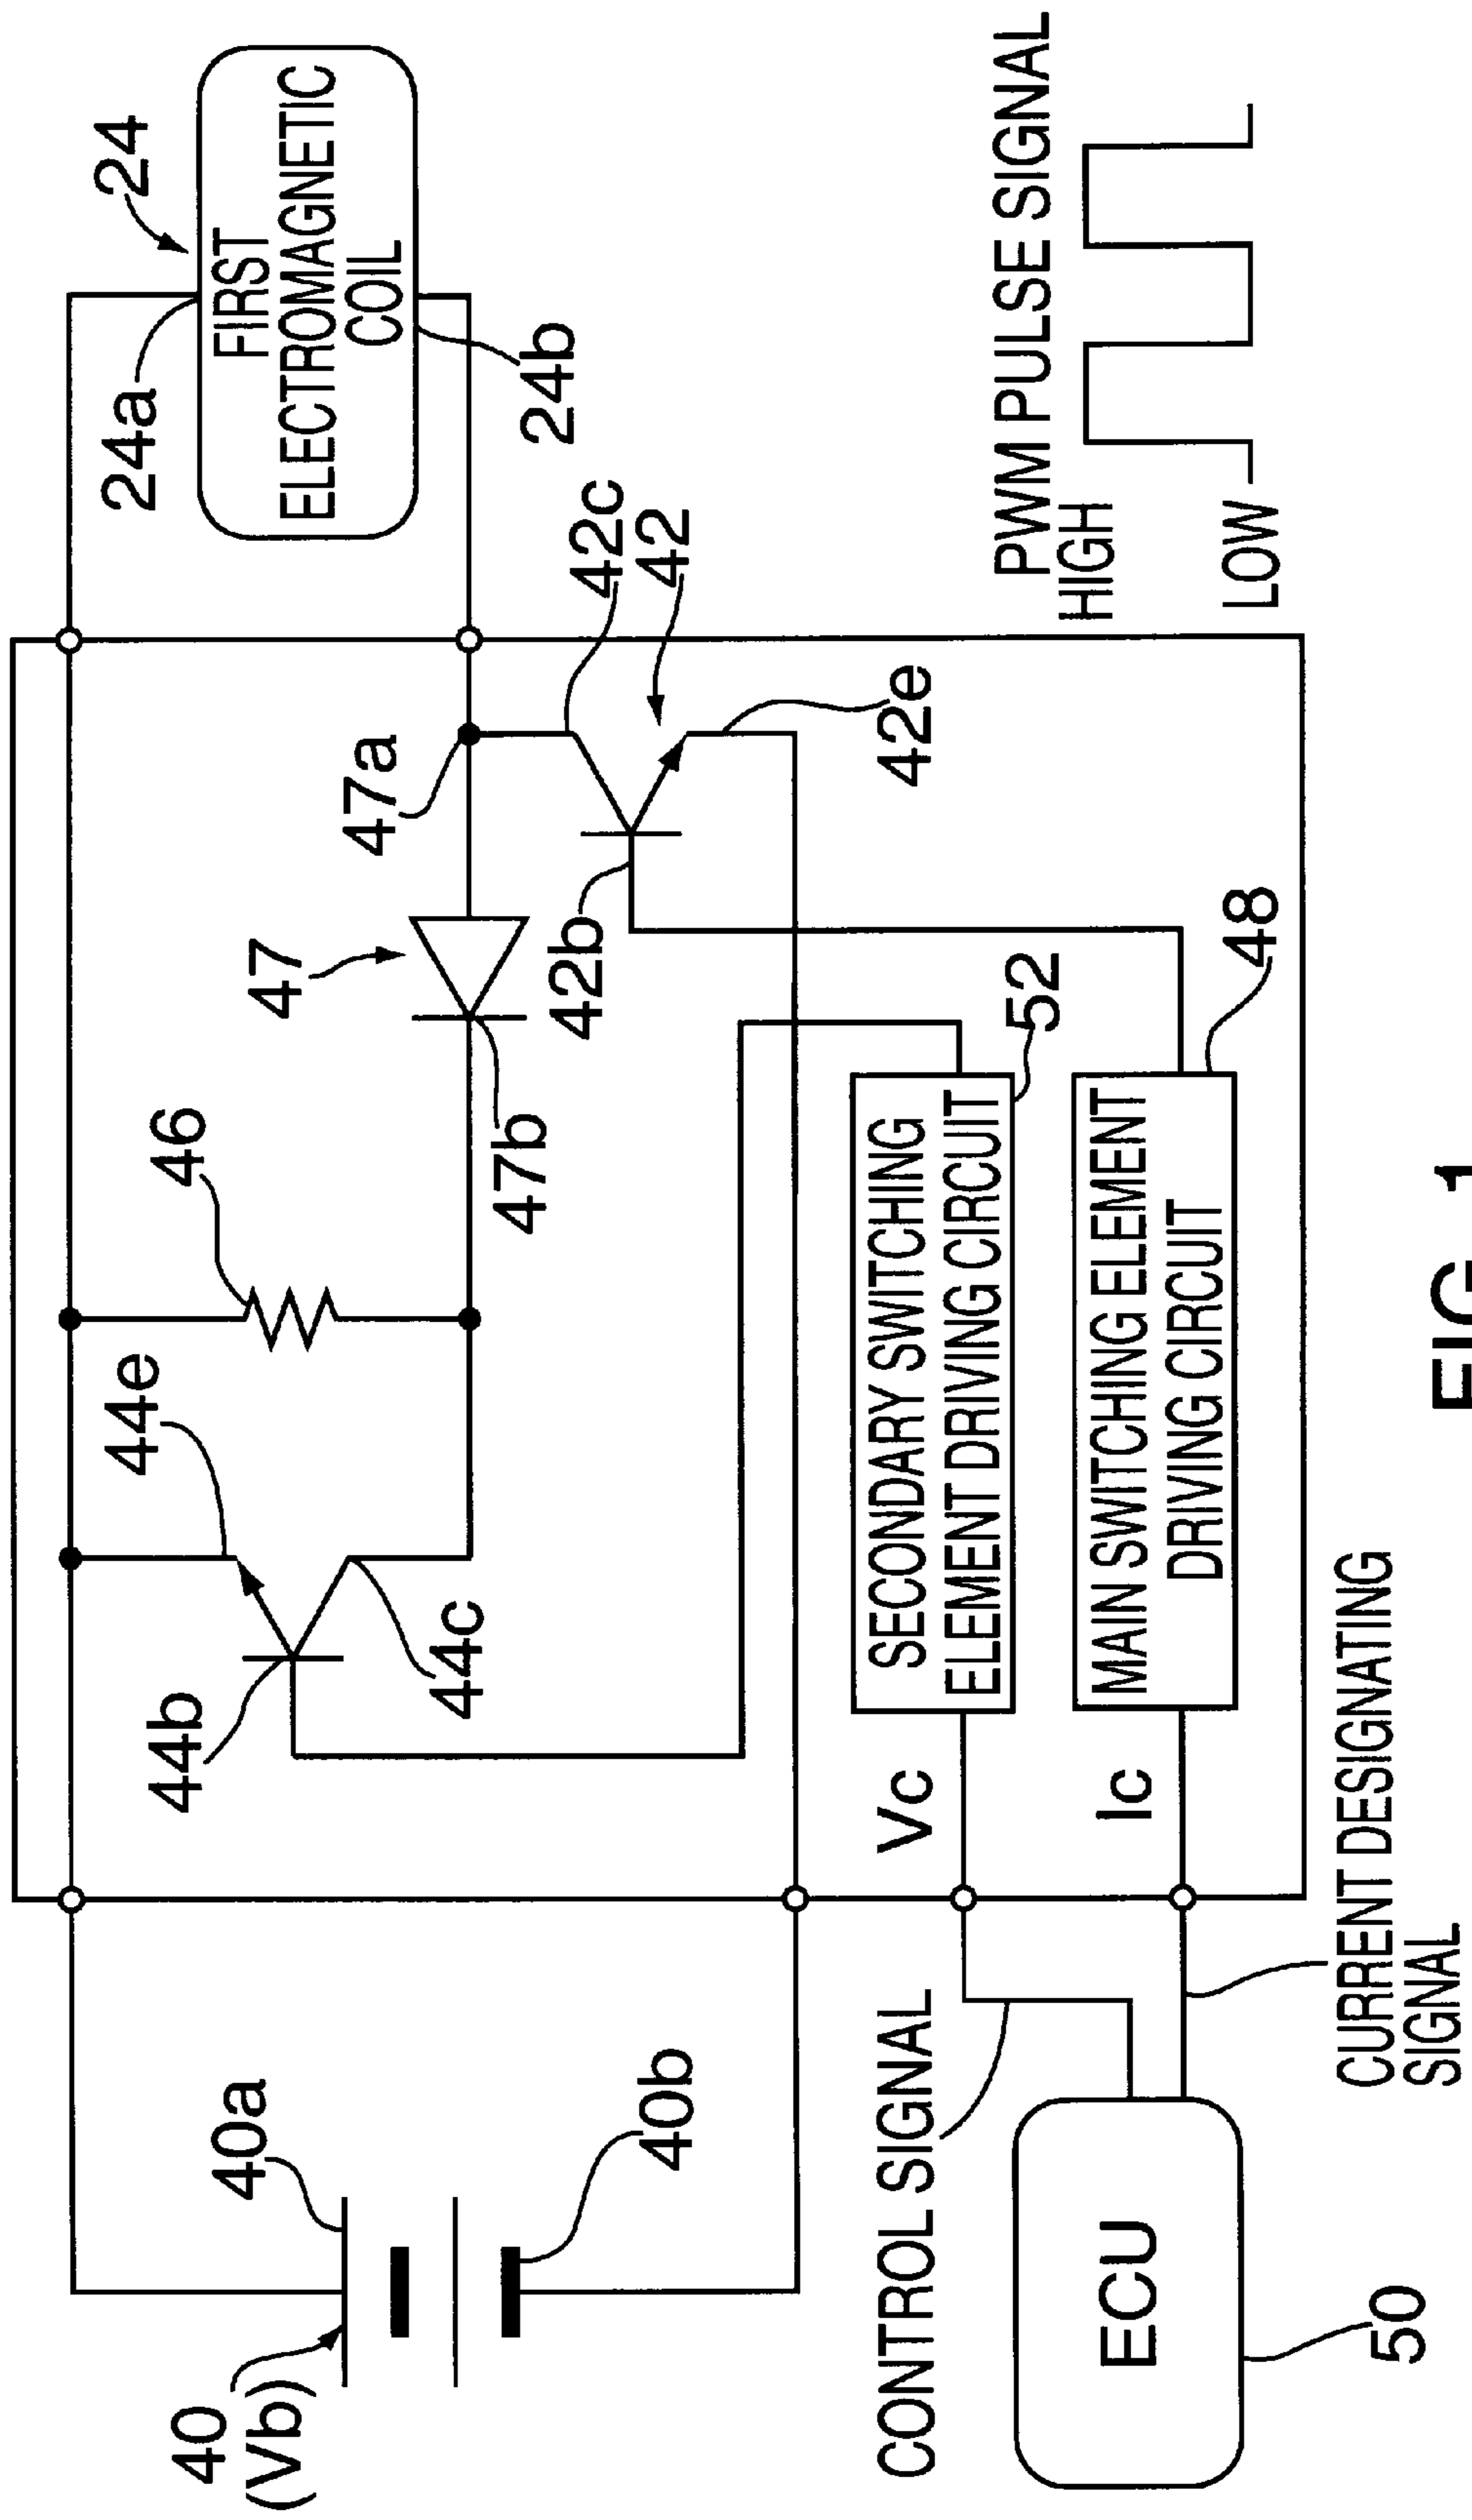 40
(Vb)
40a
40b
44b
44e
44c
46
47
47a
47b
24a
24
FIRST
ELECTROMAGNETIC
COIL
24b
42c
42
42b
42e
CONTROL SIGNAL
Vc
SECONDARY SWITCHING
ELEMENT DRIVING CIRCUIT
52
PWM PULSE SIGNAL
HIGH
LOW
ECU
Ic
MAIN SWITCHING ELEMENT
DRIVING CIRCUIT
48
50
CURRENT DESIGNATING
SIGNAL
FIG. 1